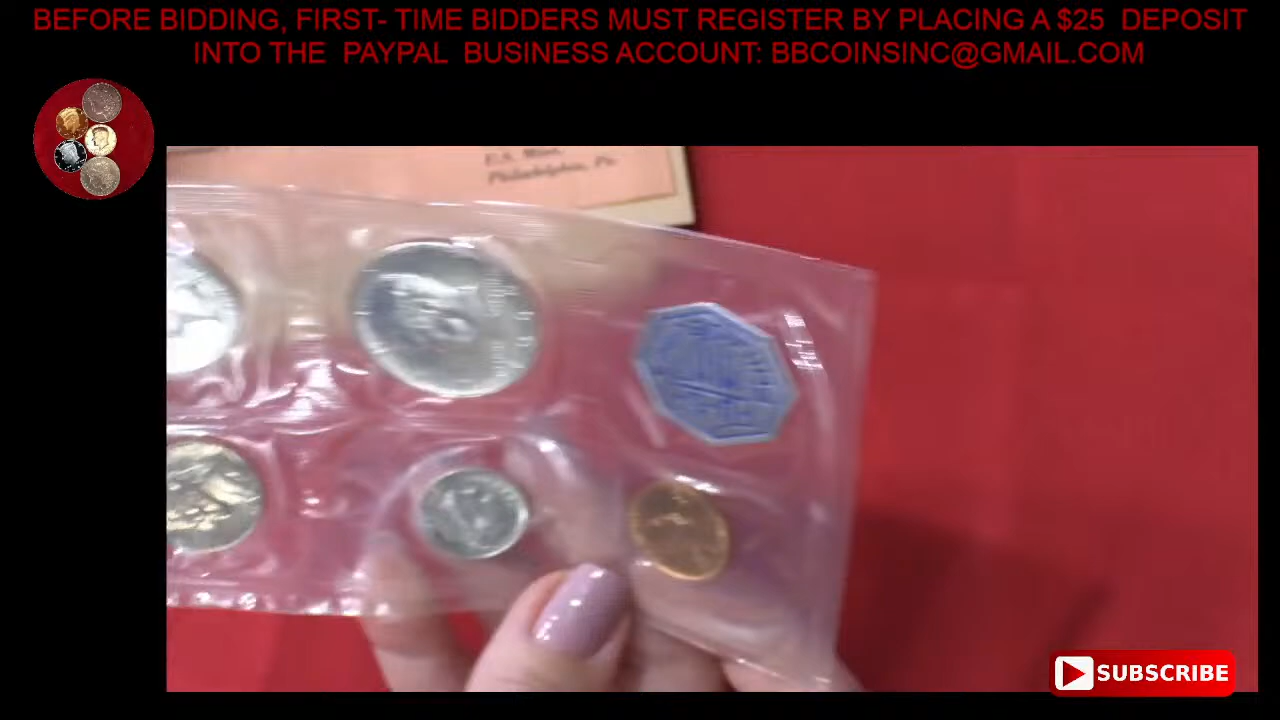 BEFORE BIDDING, FIRST- TIME BIDDERS MUST REGISTER BY PLACING A $25 DEPOSIT
INTO THE PAYPAL BUSINESS ACCOUNT: BBCOINSINC@GMAIL.COM
U.S. Mint
Philadelphia, Pa.
SUBSCRIBE